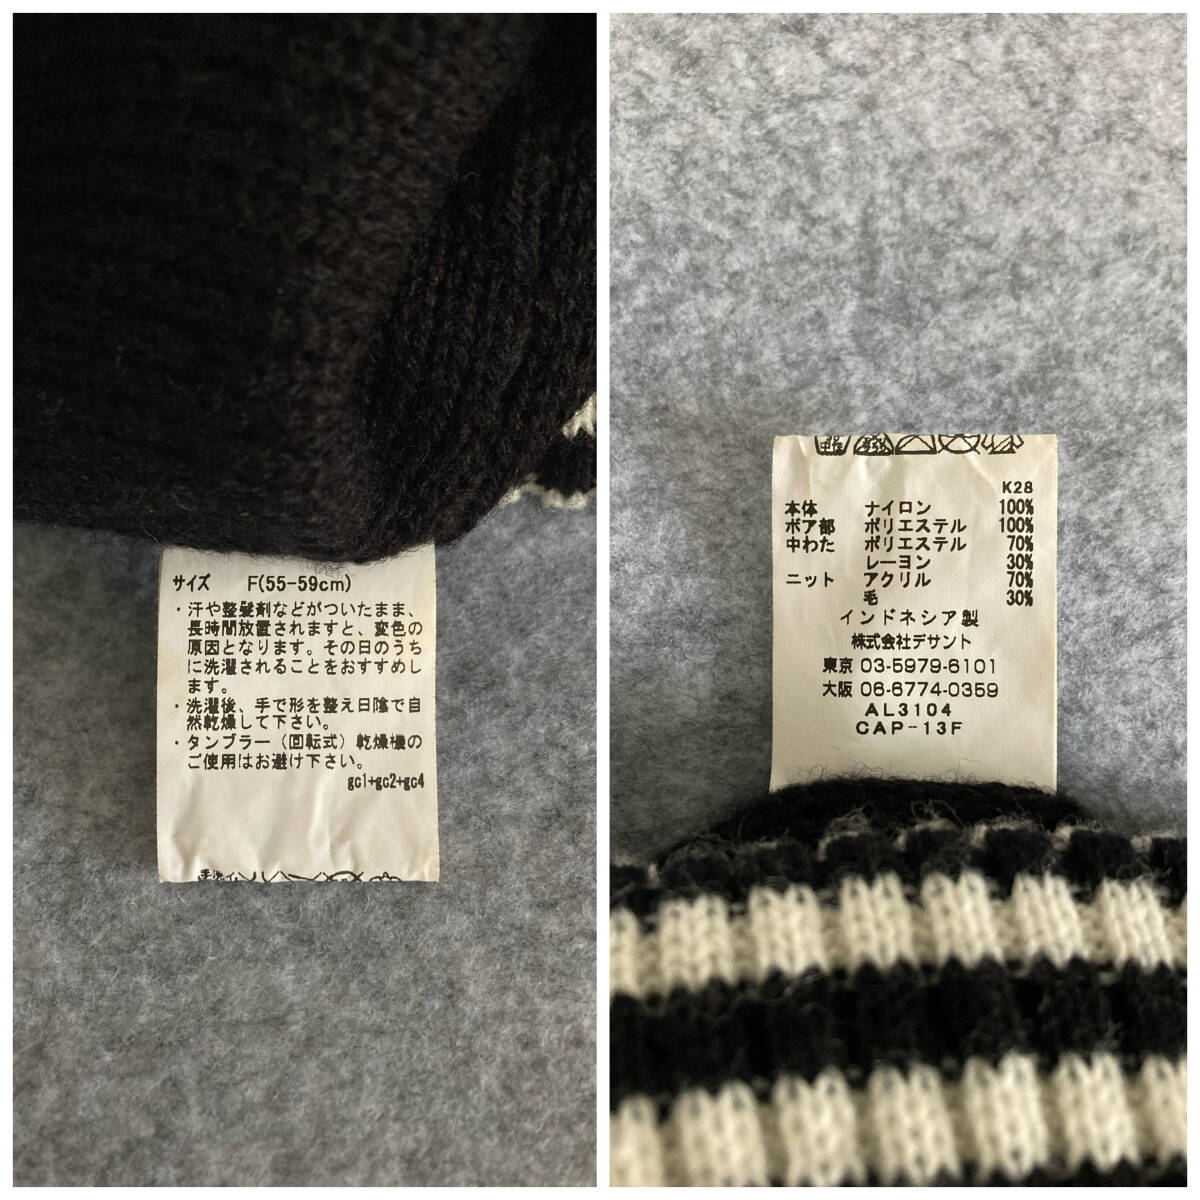 サイズ F(55-59cm)
・汗や整髪剤などがついたまま、
長時間放置されますと、変色の
原因となります。その日のうち
に洗濯されることをおすすめし
ます。
・洗濯後、手で形を整え日陰で自
然乾燥して下さい。
・タンブラー（回転式）乾燥機の
ご使用はお避け下さい。
gc1+gc2+gc4
K28
本体 ナイロン 100%
ボア部 ポリエステル 100%
中わた ポリエステル 70%
レーヨン 30%
ニット アクリル 70%
毛 30%
インドネシア製
株式会社デサント
東京 03-5979-6101
大阪 06-6774-0359
AL3104
CAP-13F